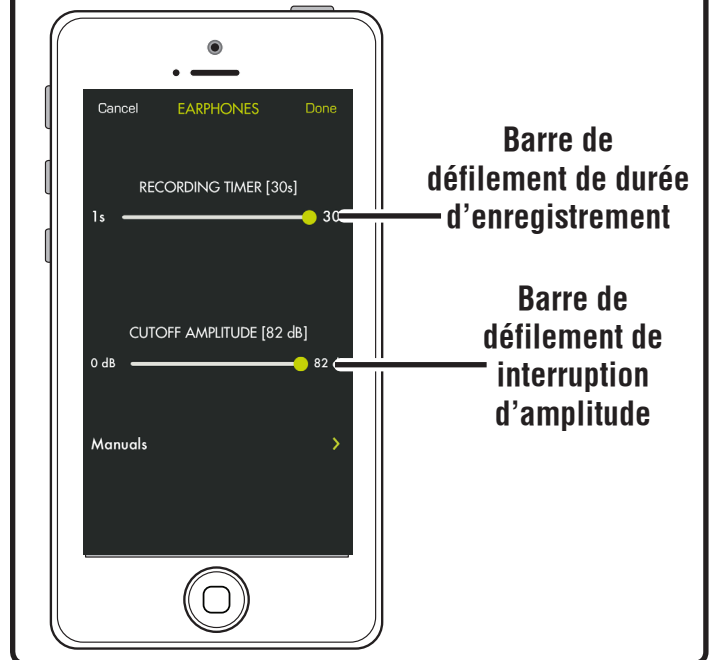 Cancel EARPHONES Done
RECORDING TIMER [30s]
1s 30
CUTOFF AMPLITUDE [82 dB]
0 dB 82
Manuals
Barre de
défilement de durée
d’enregistrement
Barre de
défilement de
interruption
d’amplitude